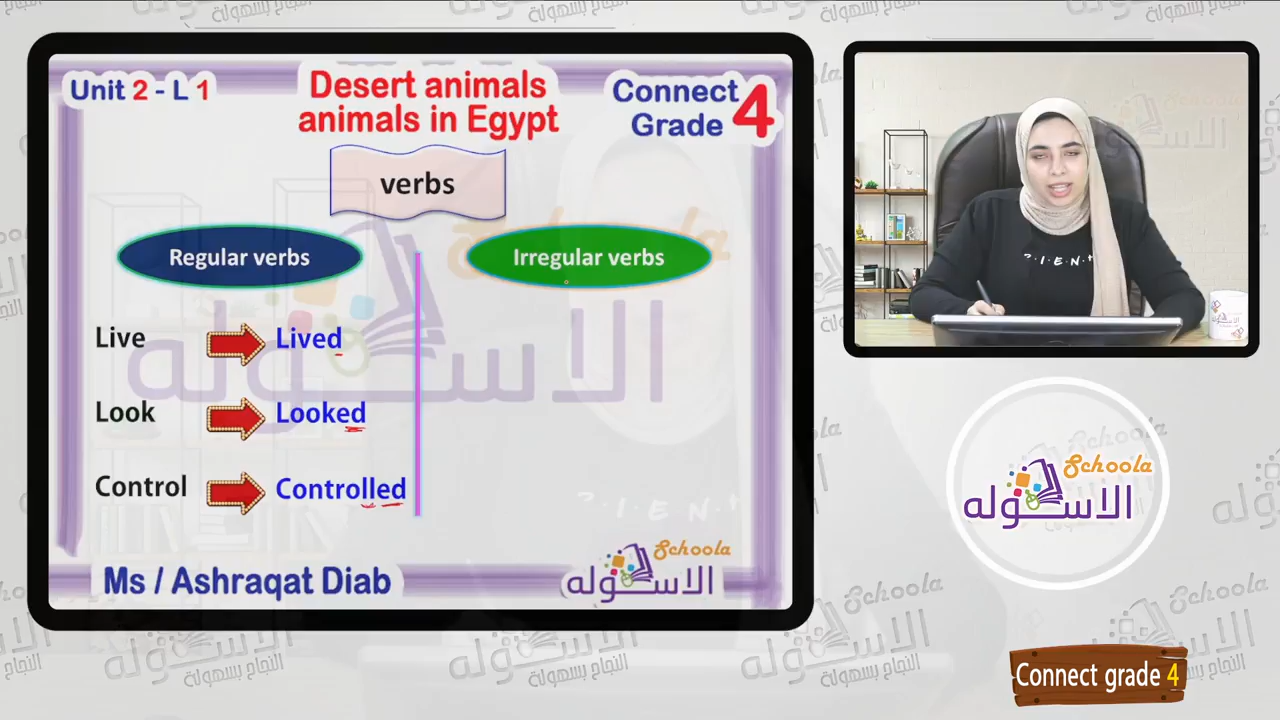 Unit 2 - L 1
Desert animals
animals in Egypt
Connect
Grade 4
verbs
Regular verbs
Irregular verbs
Live
Lived
Look
Looked
Control
Controlled
Ms / Ashraqat Diab
Schoola
الاسكوله
Schoola
الاسكوله
Connect grade 4